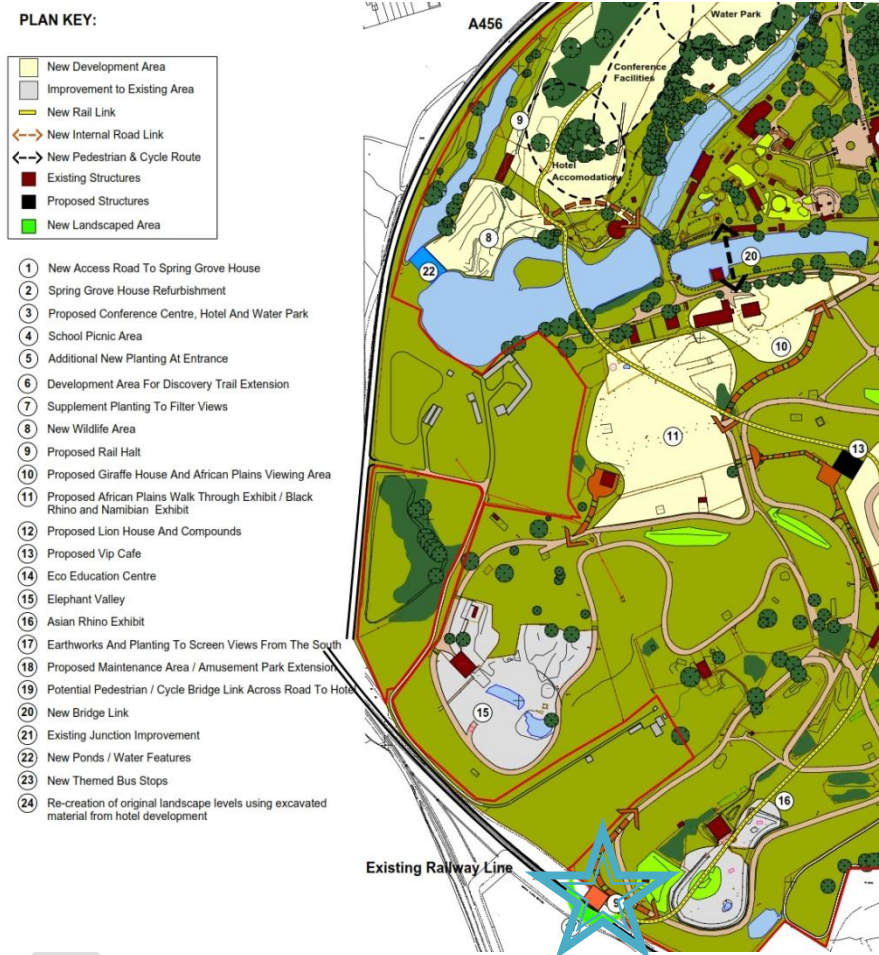 PLAN KEY:
New Development Area
Improvement to Existing Area
New Rail Link
New Internal Road Link
New Pedestrian & Cycle Route
Existing Structures
Proposed Structures
New Landscaped Area
1 New Access Road To Spring Grove House
2 Spring Grove House Refurbishment
3 Proposed Conference Centre, Hotel And Water Park
4 School Picnic Area
5 Additional New Planting At Entrance
6 Development Area For Discovery Trail Extension
7 Supplement Planting To Filter Views
8 New Wildlife Area
9 Proposed Rail Halt
10 Proposed Giraffe House And African Plains Viewing Area
11 Proposed African Plains Walk Through Exhibit / Black
Rhino and Namibian Exhibit
12 Proposed Lion House And Compounds
13 Proposed Vip Cafe
14 Eco Education Centre
15 Elephant Valley
16 Asian Rhino Exhibit
17 Earthworks And Planting To Screen Views From The South
18 Proposed Maintenance Area / Amusement Park Extension
19 Potential Pedestrian / Cycle Bridge Link Across Road To Hotel
20 New Bridge Link
21 Existing Junction Improvement
22 New Ponds / Water Features
23 New Themed Bus Stops
24 Re-creation of original landscape levels using excavated
material from hotel development
A456
Water Park
Conference
Facilities
9
Hotel
Accomodation
8
22
20
10
11
13
15
16
Existing Railway Line
9